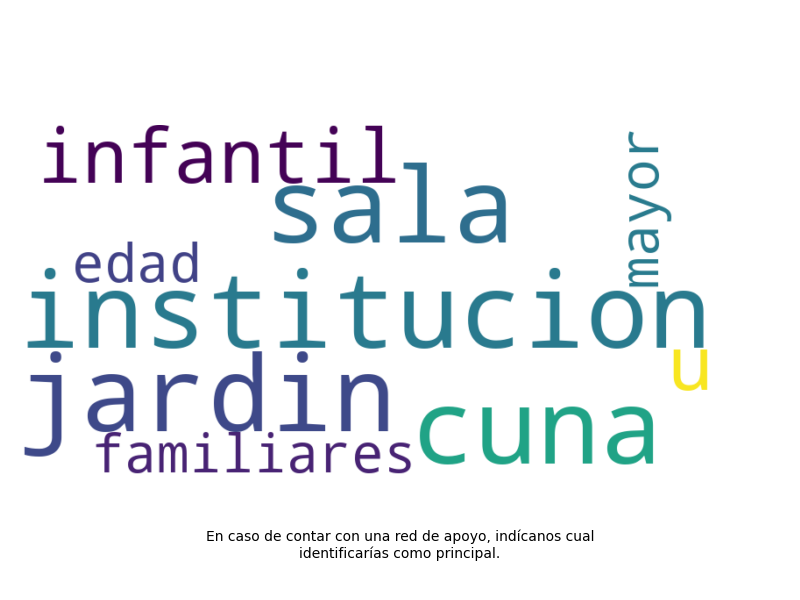 infantil
sala
mayor
edad
institucion
u
jardin
cuna
familiares
En caso de contar con una red de apoyo, indícanos cual
identificarías como principal.